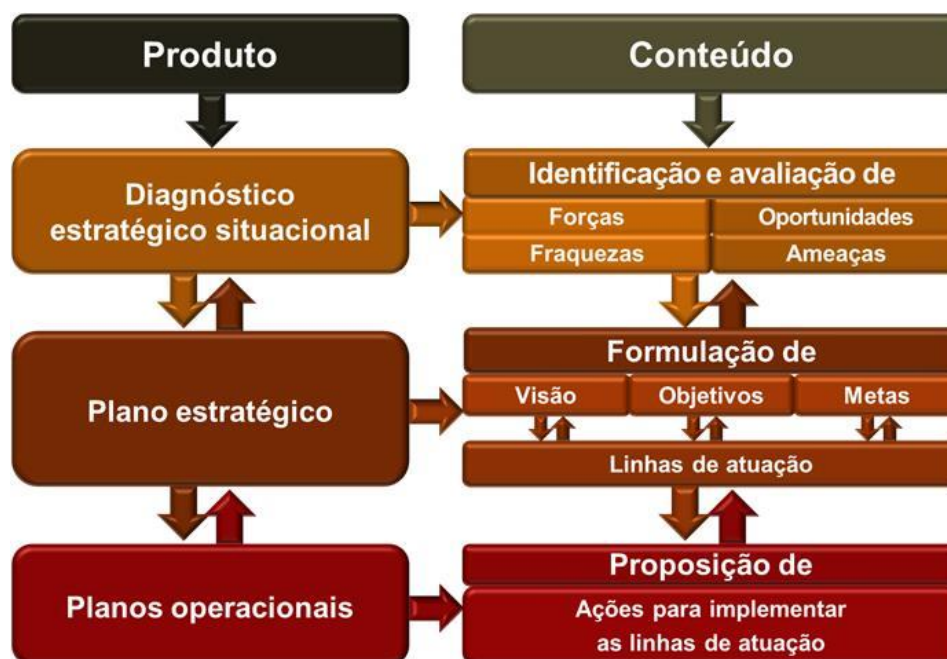 Produto
Conteúdo
Diagnóstico
estratégico situacional
Identificação e avaliação de
Forças
Oportunidades
Fraquezas
Ameaças
Plano estratégico
Formulação de
Visão
Objetivos
Metas
Linhas de atuação
Planos operacionais
Proposição de
Ações para implementar
as linhas de atuação